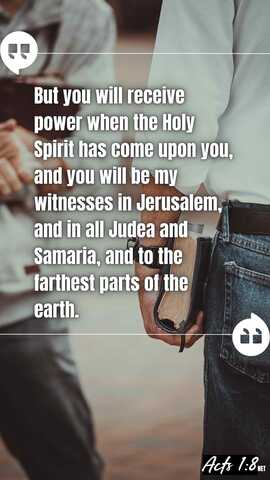 But you will receive
power when the Holy
Spirit has come upon you,
and you will be my
witnesses in Jerusalem,
and in all Judea and
Samaria, and to the
farthest parts of the
earth.
Acts 1:8 NET